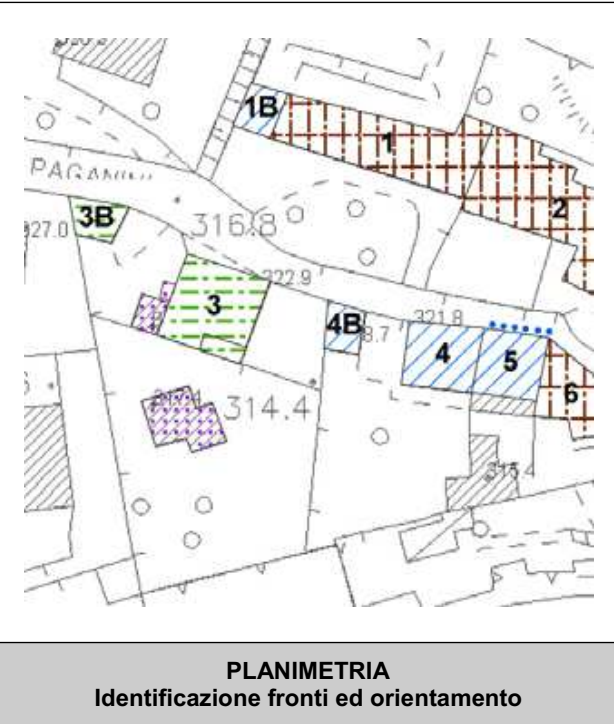 1B
1
PAGANINI
2
3B
316.8
327.0
322.9
3
4B
321.8
4
5
6
314.4
PLANIMETRIA
Identificazione fronti ed orientamento